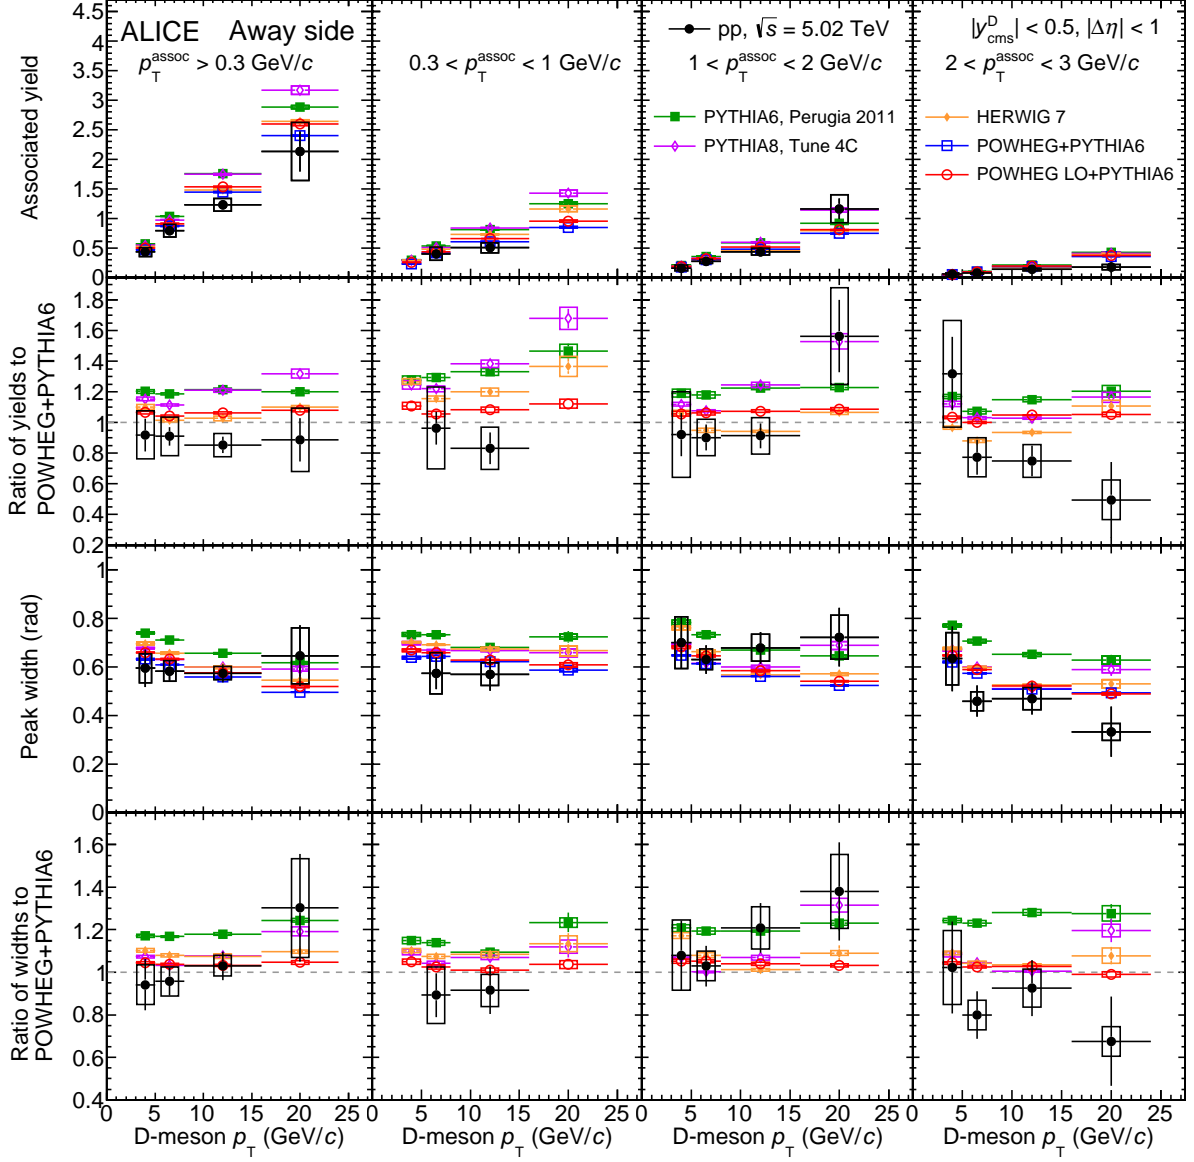 ALICE Away side
p_T^assoc > 0.3 GeV/c
0.3 < p_T^assoc < 1 GeV/c
pp, √s = 5.02 TeV
1 < p_T^assoc < 2 GeV/c
|y_cms^D| < 0.5, |Δη| < 1
2 < p_T^assoc < 3 GeV/c
PYTHIA6, Perugia 2011
PYTHIA8, Tune 4C
HERWIG 7
POWHEG+PYTHIA6
POWHEG LO+PYTHIA6
Associated yield
4.5
4
3.5
3
2.5
2
1.5
1
0.5
0
Ratio of yields to
POWHEG+PYTHIA6
1.8
1.6
1.4
1.2
1
0.8
0.6
0.4
0.2
Peak width (rad)
1
0.8
0.6
0.4
0.2
0
Ratio of widths to
POWHEG+PYTHIA6
1.6
1.4
1.2
1
0.8
0.6
0.4
0 5 10 15 20 25
0 5 10 15 20 25
0 5 10 15 20 25
0 5 10 15 20 25
D-meson p_T (GeV/c)
D-meson p_T (GeV/c)
D-meson p_T (GeV/c)
D-meson p_T (GeV/c)